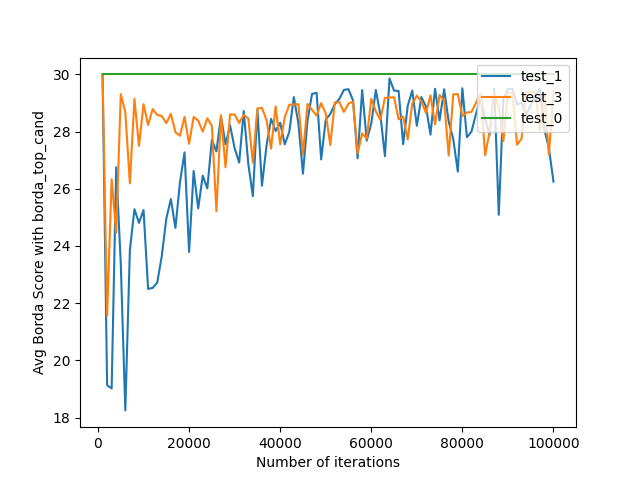 30
28
26
24
22
20
18
Avg Borda Score with borda_top_cand
test_1
test_3
test_0
0
20000
40000
60000
80000
100000
Number of iterations